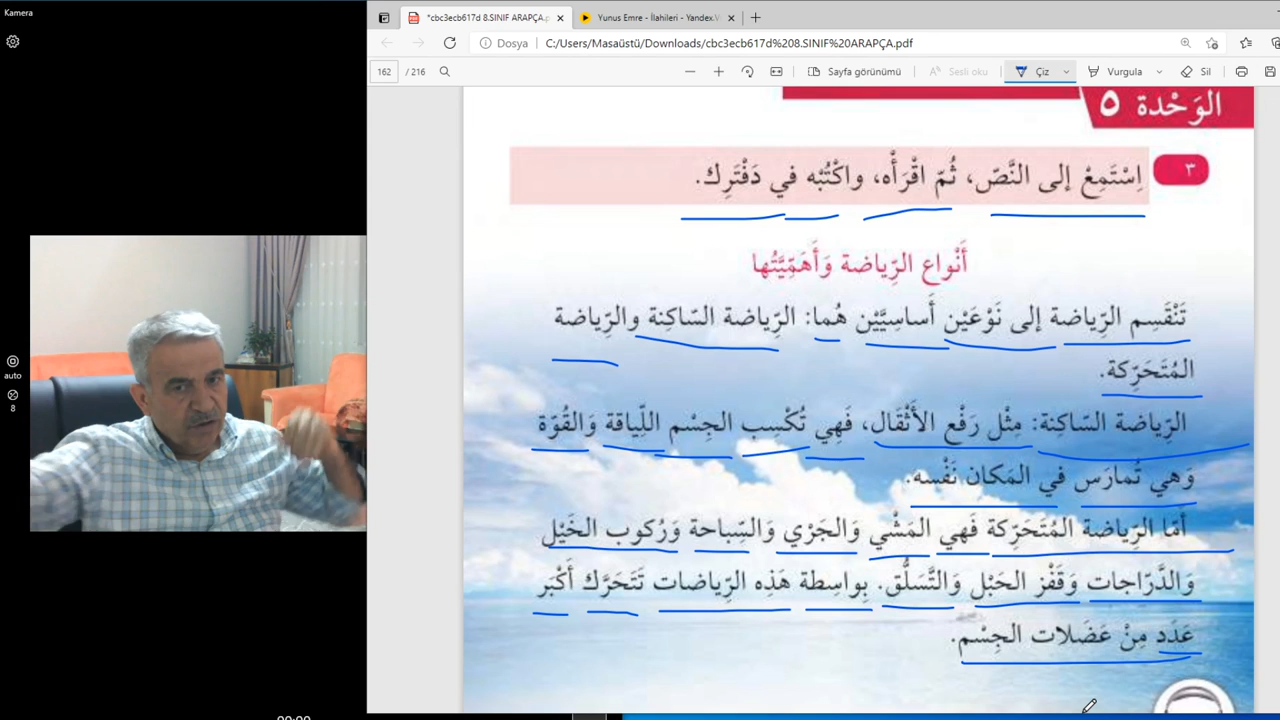 Kamera
*cbc3ecb617d 8.SINIF ARAPÇA.p
Yunus Emre - İlahileri - Yandex.V
Dosya
C:/Users/Masaüstü/Downloads/cbc3ecb617d%208.SINIF%20ARAPÇA.pdf
162 / 216
Sayfa görünümü
Sesli oku
Çiz
Vurgula
Sil
auto
8
الوَحْدة ٥
٣
اِسْتَمِعْ إلى النَّصّ، ثُمّ اقْرَأْه، واكْتُبْه في دَفْتَرِك.
أَنْواع الرِّياضة وَأَهَمِّيَّتُها
تَنْقَسِم الرِّياضة إلى نَوْعَيْن أَساسِيَّيْن هُما: الرِّياضة السّاكِنة والرِّياضة
المُتَحَرِّكة.
الرِّياضة السّاكِنة: مِثْل رَفْع الأَثْقال، فَهِي تُكْسِب الجِسْم اللِّياقة وَالقُوّة
وَهي تُمارَس في المَكان نَفْسه.
أمّا الرِّياضة المُتَحَرِّكة فَهي المَشْي وَالجَرْي وَالسِّباحة وَرُكوب الخَيْل
وَالدَّرّاجات وَقَفْز الحَبْل وَالتَّسَلُّق. بِواسِطة هَذِه الرِّياضات تَتَحَرَّك أَكْبَر
عَدَد مِنْ عَضَلات الجِسْم.